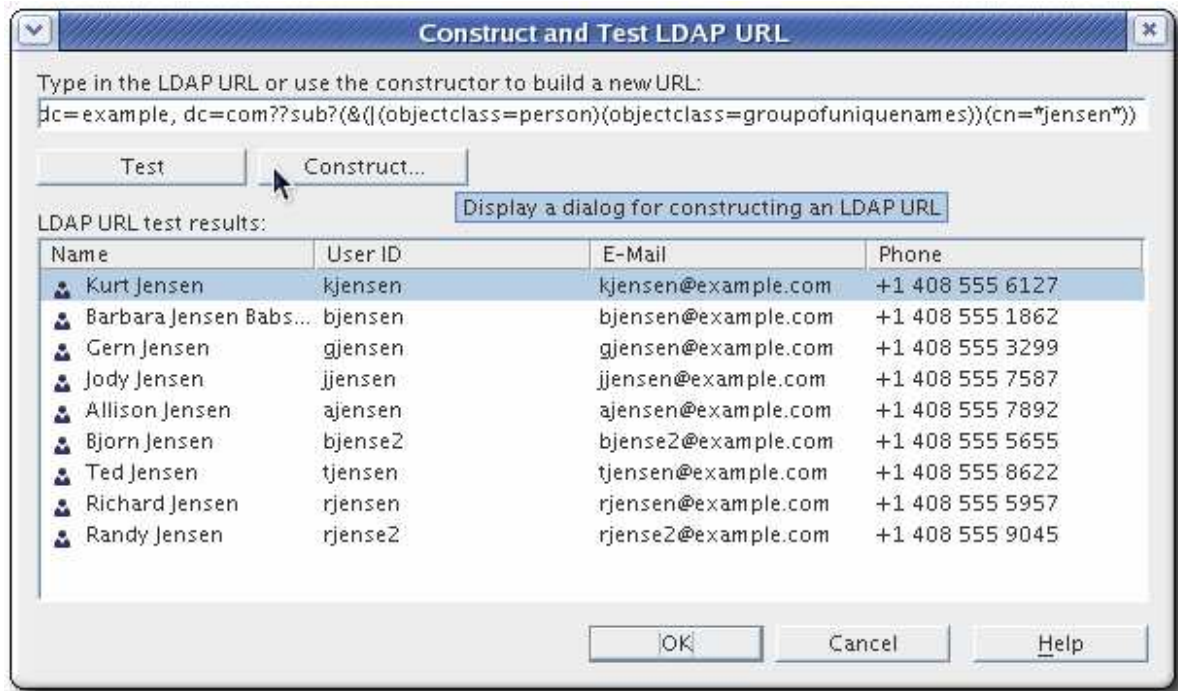 Construct and Test LDAP URL
Type in the LDAP URL or use the constructor to build a new URL:
dc=example, dc=com??sub?(&(|(objectclass=person)(objectclass=groupofuniquenames))(cn=*jensen*))
Test Construct...
Display a dialog for constructing an LDAP URL
LDAP URL test results:
Name User ID E-Mail Phone
Kurt Jensen kjensen kjensen@example.com +1 408 555 6127
Barbara Jensen Babs... bjensen bjensen@example.com +1 408 555 1862
Gern Jensen gjensen gjensen@example.com +1 408 555 3299
Jody Jensen jjensen jjensen@example.com +1 408 555 7587
Allison Jensen ajensen ajensen@example.com +1 408 555 7892
Bjorn Jensen bjense2 bjense2@example.com +1 408 555 5655
Ted Jensen tjensen tjensen@example.com +1 408 555 8622
Richard Jensen rjensen rjensen@example.com +1 408 555 5957
Randy Jensen rjense2 rjense2@example.com +1 408 555 9045
OK Cancel Help